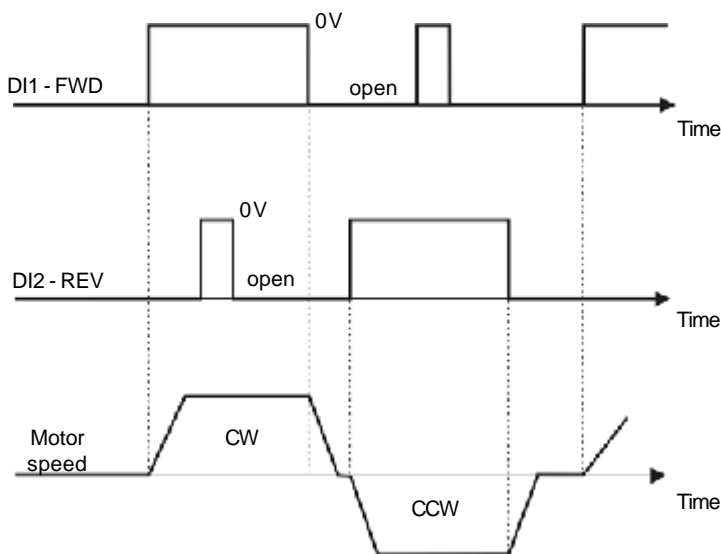 0V
DI1 - FWD
open
Time
0V
DI2 - REV
open
Time
Motor
speed
CW
CCW
Time